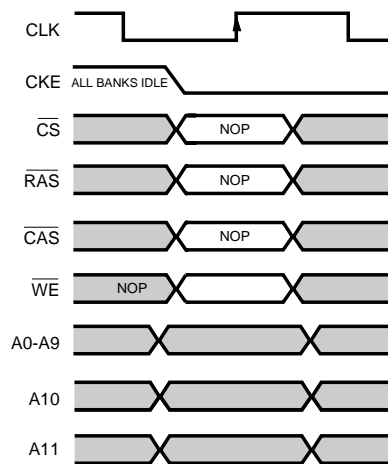 CLK
CKE ALL BANKS IDLE
CS NOP
RAS NOP
CAS NOP
WE NOP
A0-A9
A10
A11